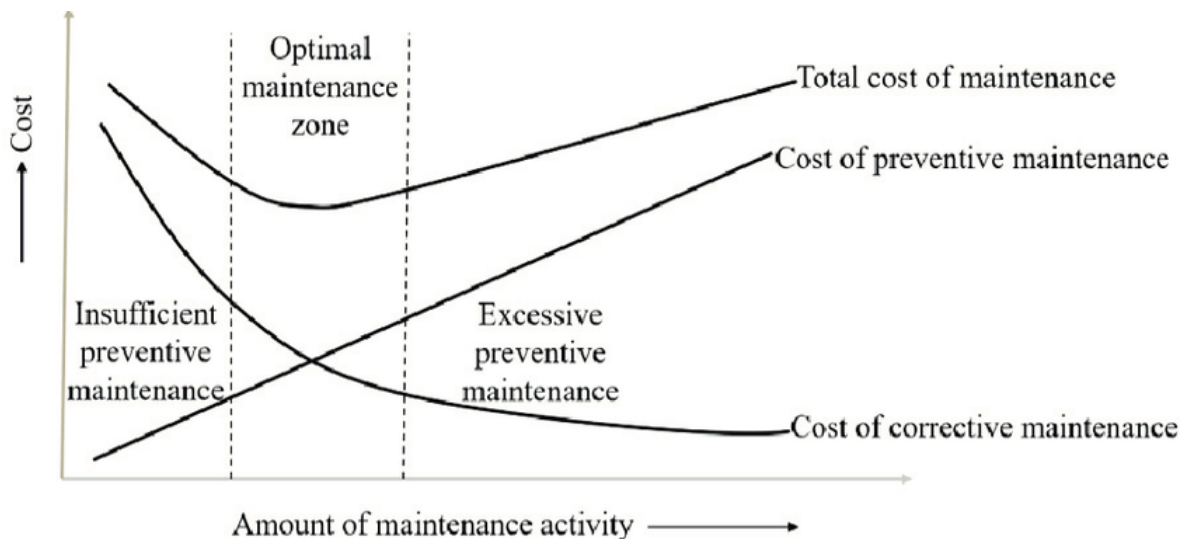 Optimal
maintenance
zone
Total cost of maintenance
Cost
Cost of preventive maintenance
Insufficient
preventive
maintenance
Excessive
preventive
maintenance
Cost of corrective maintenance
Amount of maintenance activity